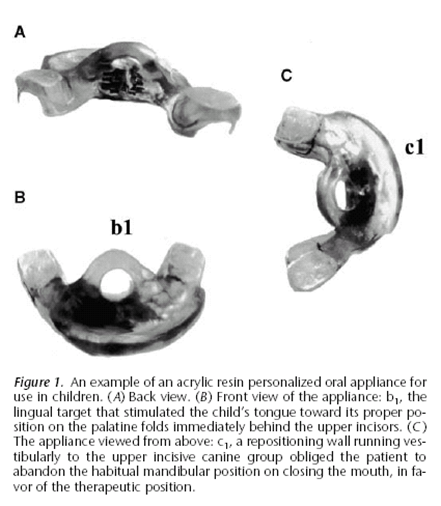 A
C
c1
B
b1
Figure 1. An example of an acrylic resin personalized oral appliance for
use in children. (A) Back view. (B) Front view of the appliance: b1, the
lingual target that stimulated the child's tongue toward its proper po-
sition on the palatine folds immediately behind the upper incisors. (C)
The appliance viewed from above: c1, a repositioning wall running ves-
tibularly to the upper incisive canine group obliged the patient to
abandon the habitual mandibular position on closing the mouth, in fa-
vor of the therapeutic position.